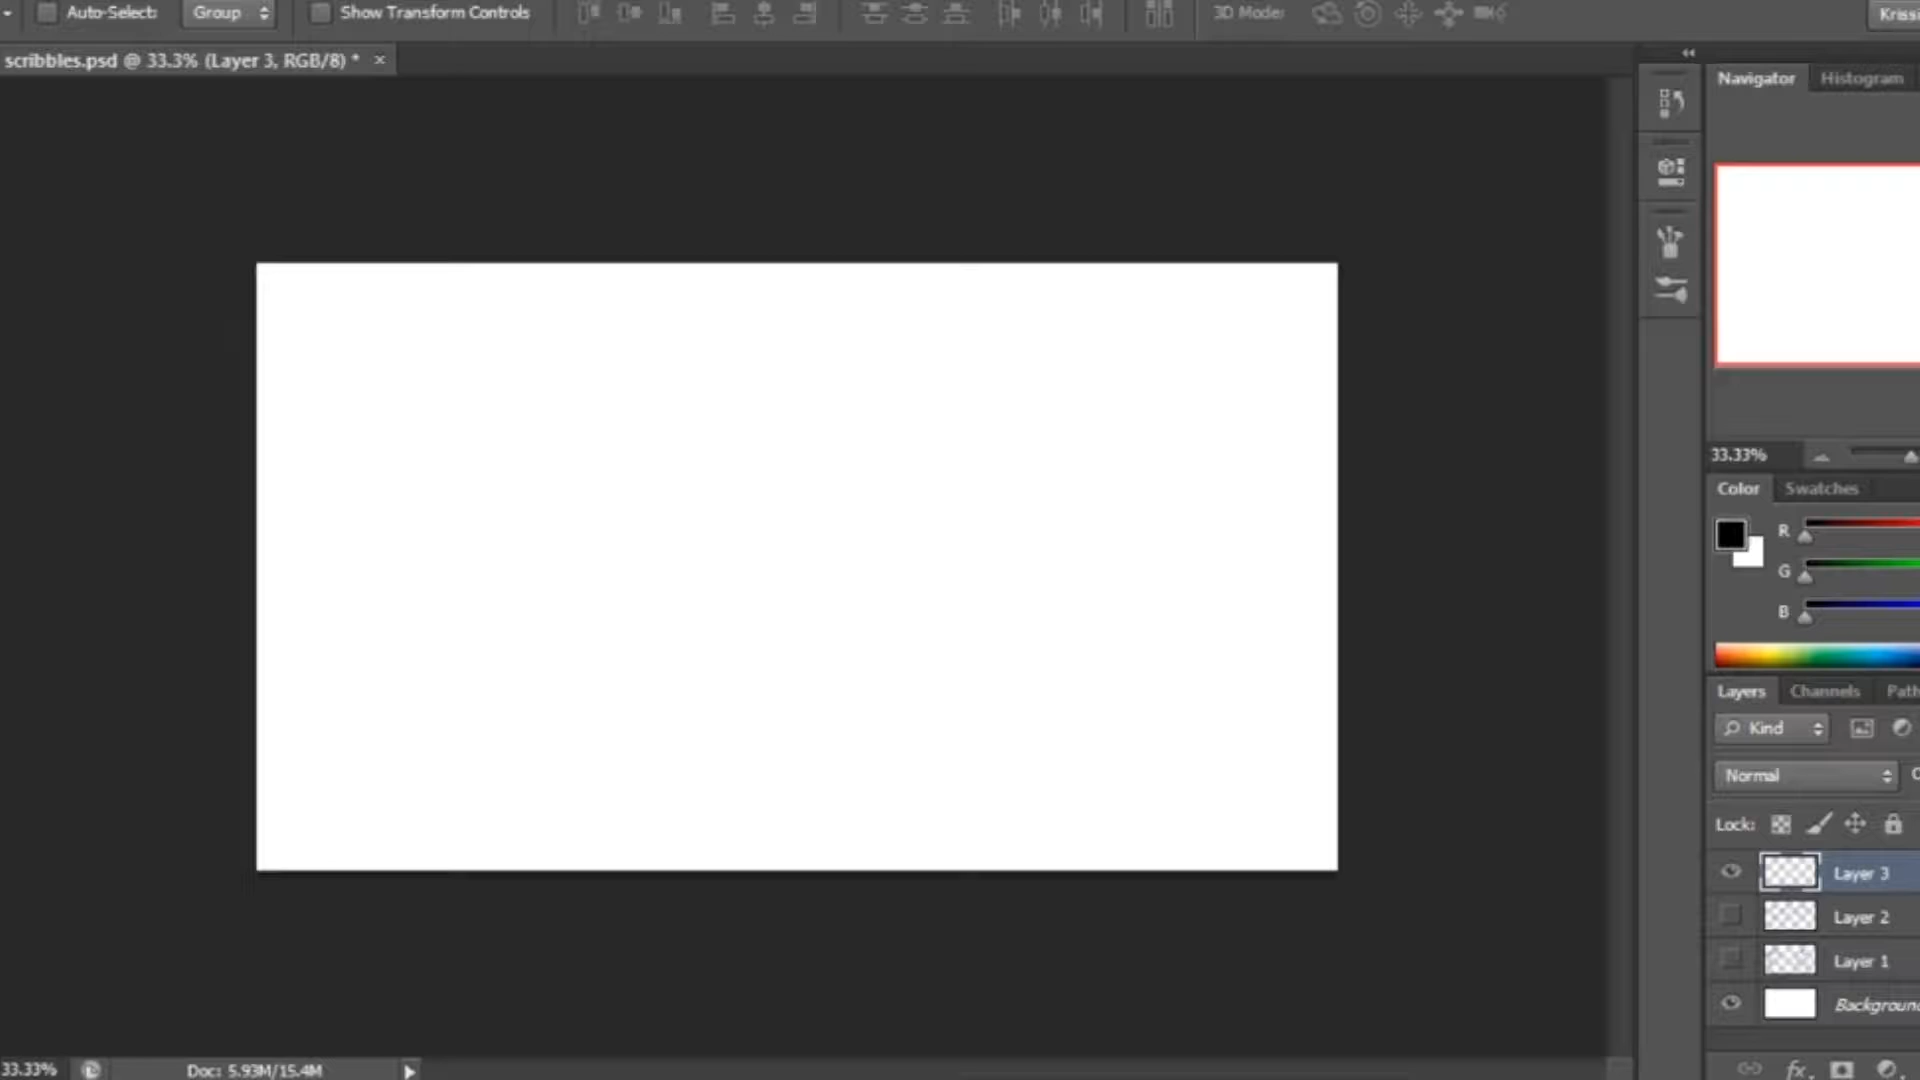 Auto-Select: Group Show Transform Controls 3D Mode:
scribbles.psd @ 33.3% (Layer 3, RGB/8) * ×
Navigator Histogram
33.33%
Color Swatches
R
G
B
Layers Channels
Kind
Normal
Lock:
Layer 3
Layer 2
Layer 1
Background
fx
33.33% Doc: 5.93M/15.4M